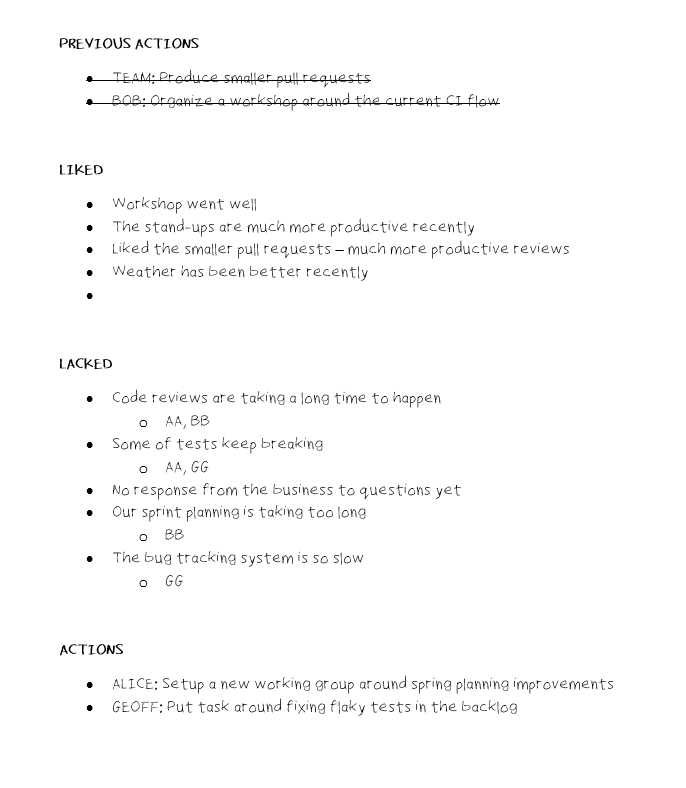 PREVIOUS ACTIONS
TEAM: Produce smaller pull requests
BOB: Organize a workshop around the current CI flow
LIKED
Workshop went well
The stand-ups are much more productive recently
Liked the smaller pull requests – much more productive reviews
Weather has been better recently
LACKED
Code reviews are taking a long time to happen
AA, BB
Some of tests keep breaking
AA, GG
No response from the business to questions yet
Our sprint planning is taking too long
BB
The bug tracking system is so slow
GG
ACTIONS
ALICE: Setup a new working group around spring planning improvements
GEOFF: Put task around fixing flaky tests in the backlog